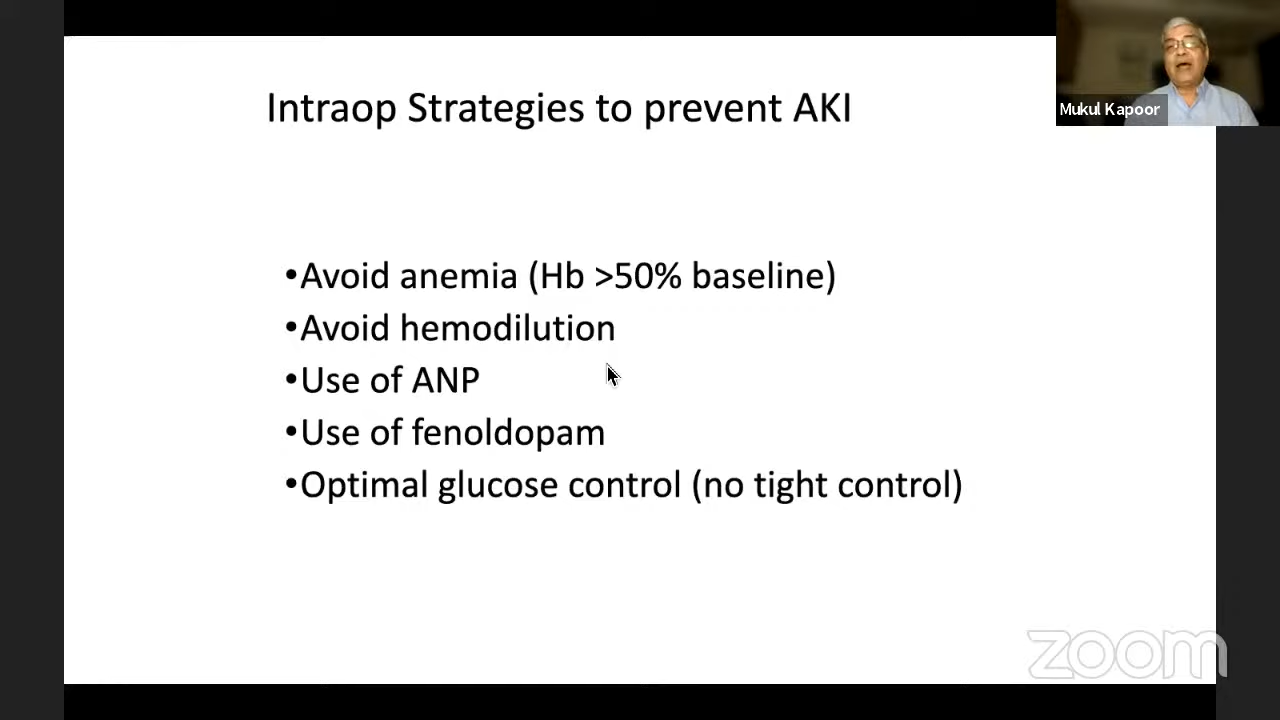 Intraop Strategies to prevent AKI
Mukul Kapoor
•Avoid anemia (Hb >50% baseline)
•Avoid hemodilution
•Use of ANP
•Use of fenoldopam
•Optimal glucose control (no tight control)
zoom